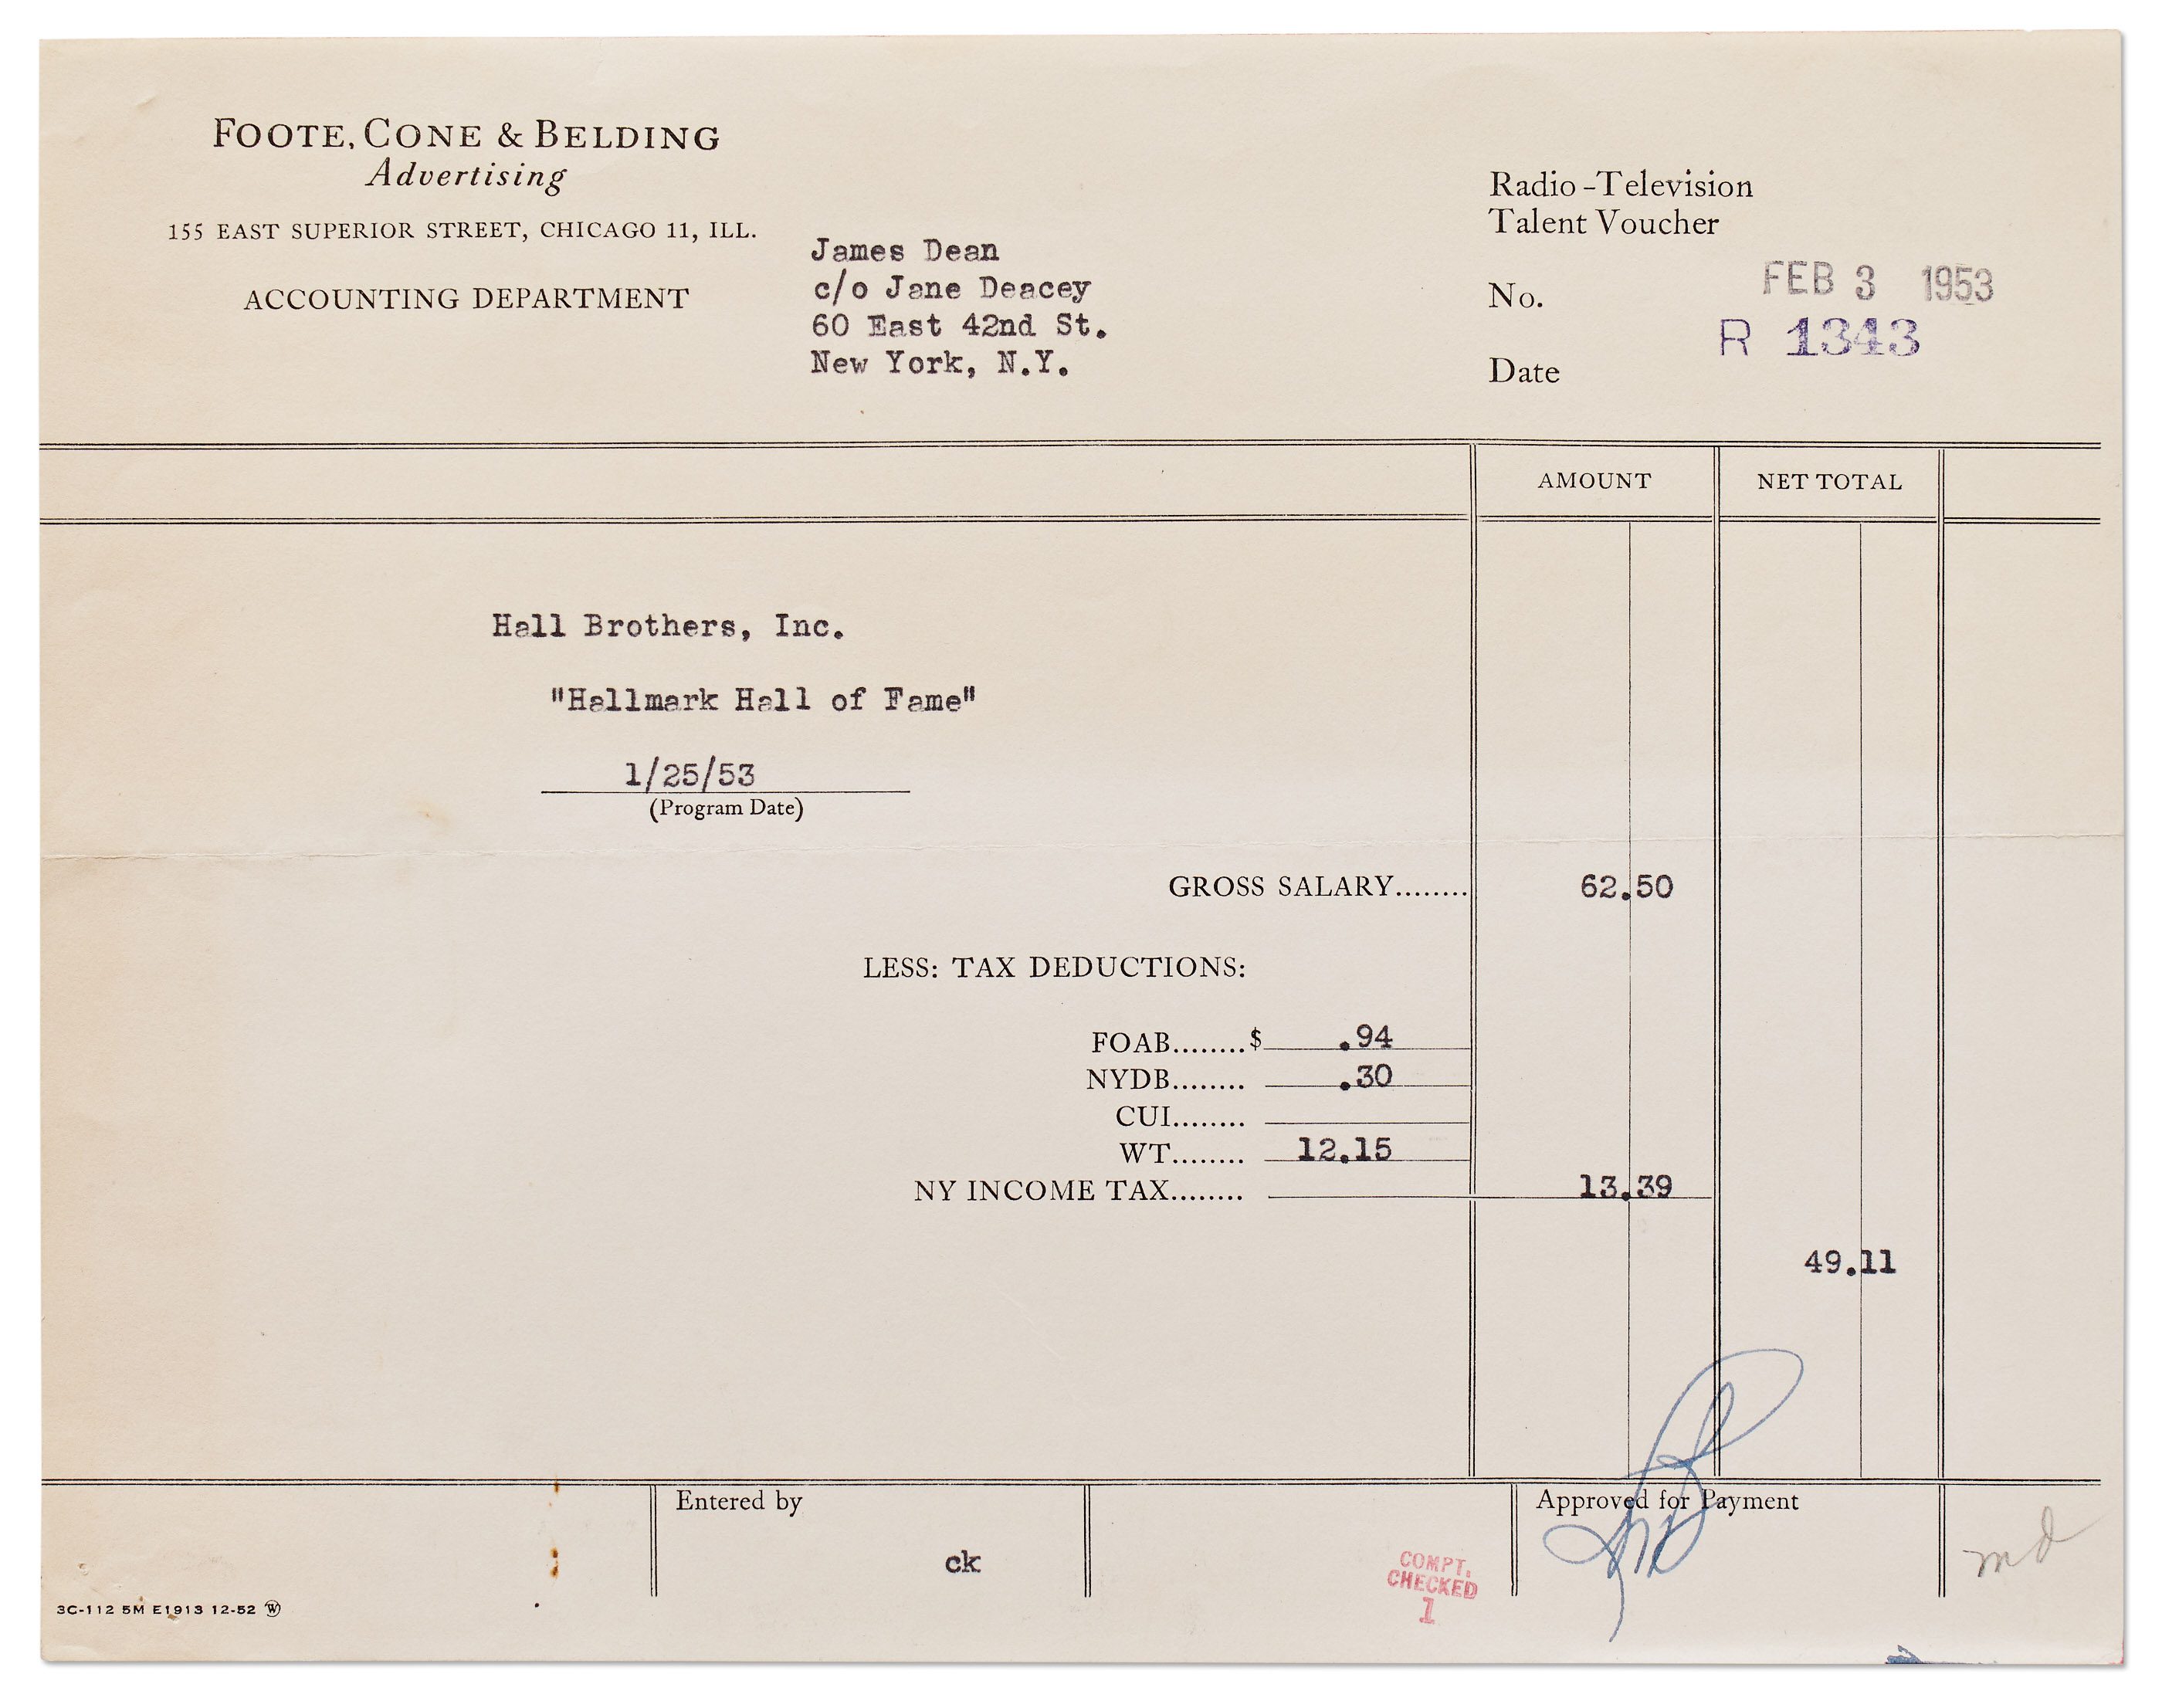 FOOTE, CONE & BELDING
Advertising
155 EAST SUPERIOR STREET, CHICAGO 11, ILL.
ACCOUNTING DEPARTMENT
James Dean
c/o Jane Deacey
60 East 42nd St.
New York, N.Y.
Radio-Television
Talent Voucher
FEB 3 1953
No.
R 1343
Date
AMOUNT NET TOTAL
Hall Brothers, Inc.
"Hallmark Hall of Fame"
1/25/53
(Program Date)
GROSS SALARY........ 62.50
LESS: TAX DEDUCTIONS:
FOAB........$ .94
NYDB........ .30
CUI........
WT........ 12.15
NY INCOME TAX........ 13.39
49.11
Entered by
ck
COMPT.
CHECKED
1
Approved for Payment
md
3C-112 5M E1913 12-52 W